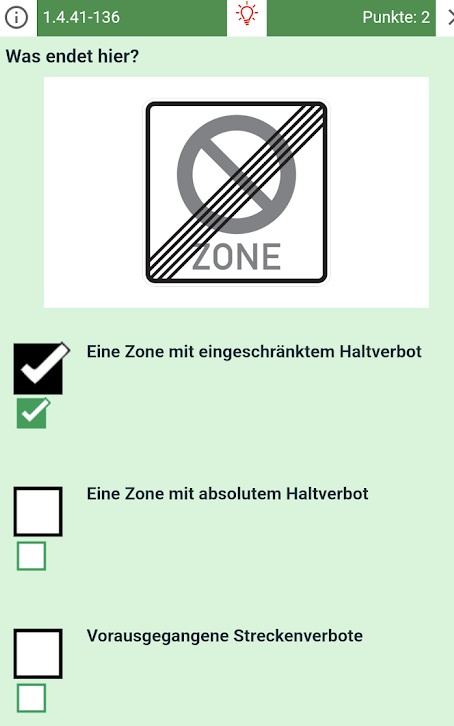 1.4.41-136
Punkte: 2
Was endet hier?
ZONE
Eine Zone mit eingeschränktem Haltverbot
Eine Zone mit absolutem Haltverbot
Vorausgegangene Streckenverbote